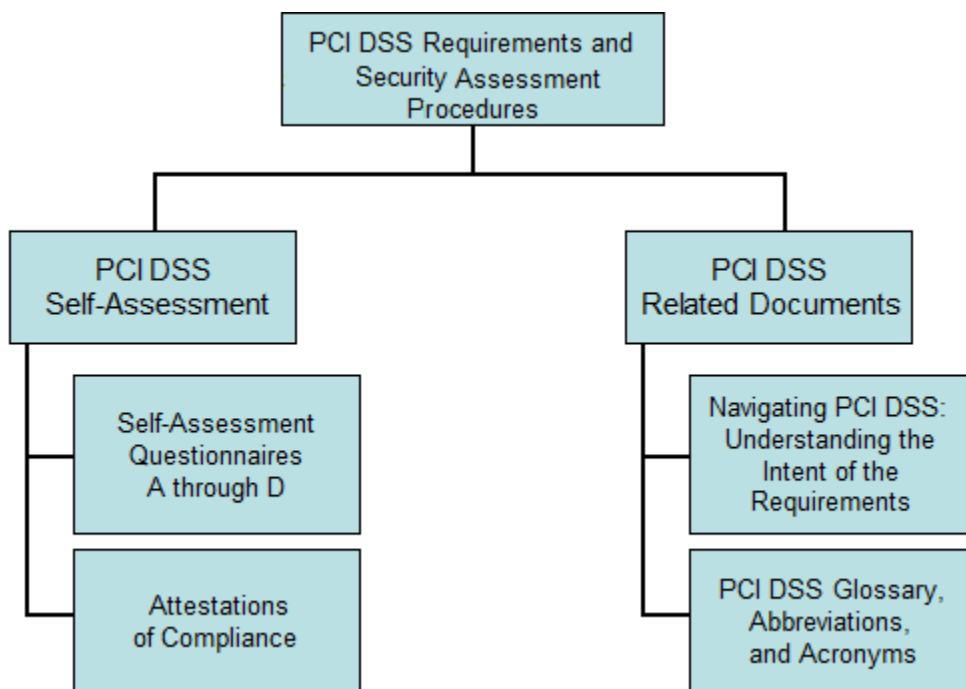 PCI DSS Requirements and
Security Assessment
Procedures
PCI DSS
Self-Assessment
PCI DSS
Related Documents
Self-Assessment
Questionnaires
A through D
Navigating PCI DSS:
Understanding the
Intent of the
Requirements
Attestations
of Compliance
PCI DSS Glossary,
Abbreviations,
and Acronyms